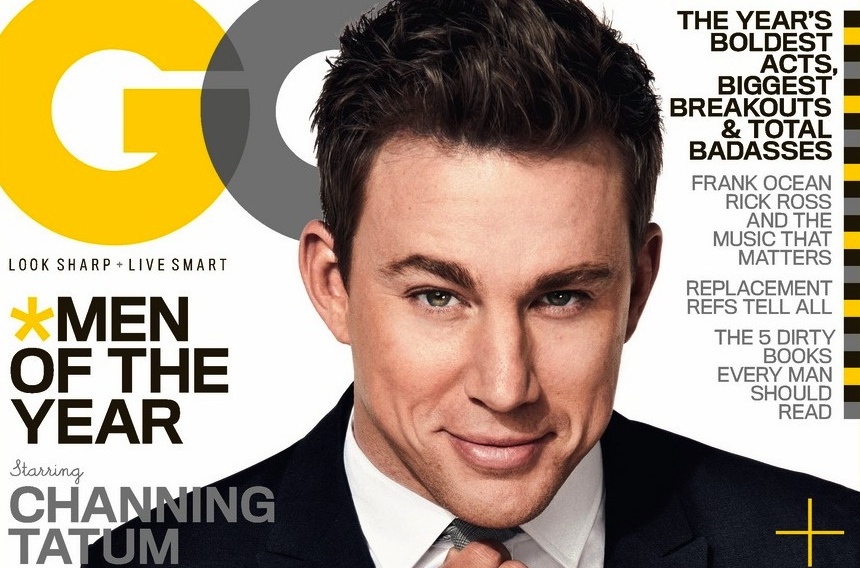 GQ
LOOK SHARP + LIVE SMART
*MEN
OF THE
YEAR
Starring
CHANNING
TATUM
THE YEAR'S
BOLDEST
ACTS,
BIGGEST
BREAKOUTS
& TOTAL
BADASSES
FRANK OCEAN
RICK ROSS
AND THE
MUSIC THAT
MATTERS
REPLACEMENT
REFS TELL ALL
THE 5 DIRTY
BOOKS
EVERY MAN
SHOULD
READ